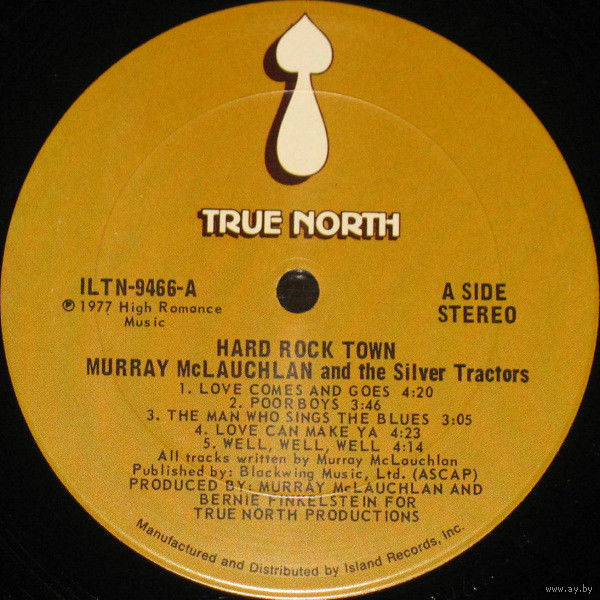 TRUE NORTH
ILTN-9466-A
℗ 1977 High Romance
Music
A SIDE
STEREO
HARD ROCK TOWN
MURRAY McLAUCHLAN and the Silver Tractors
1. LOVE COMES AND GOES 4:20
2. POORBOYS 3:46
3. THE MAN WHO SINGS THE BLUES 3:05
4. LOVE CAN MAKE YA 4:23
5. WELL, WELL, WELL 4:14
All tracks written by Murray McLauchlan
Published by: Blackwing Music, Ltd. (ASCAP)
PRODUCED BY: MURRAY McLAUCHLAN AND
BERNIE FINKELSTEIN FOR
TRUE NORTH PRODUCTIONS
Manufactured and Distributed by Island Records, Inc.
www.ay.by